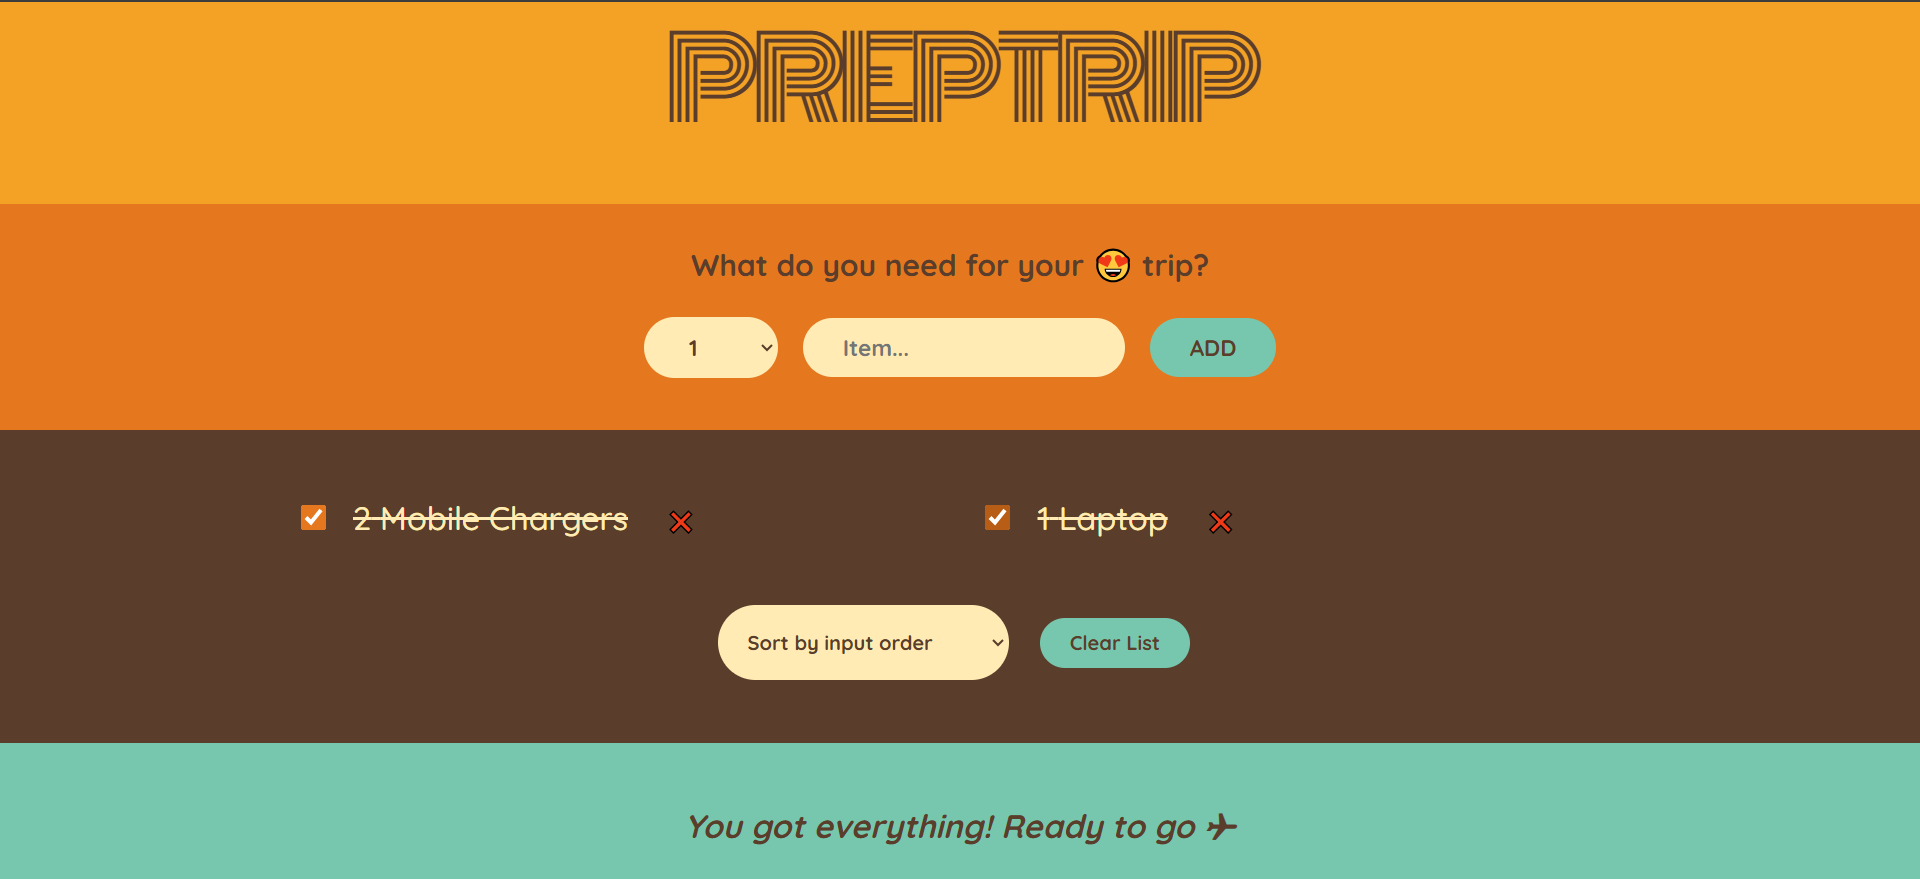 PREPTRIP
What do you need for your 😍 trip?
1 Item... ADD
2 Mobile Chargers ❌ 1 Laptop ❌
Sort by input order Clear List
You got everything! Ready to go ✈